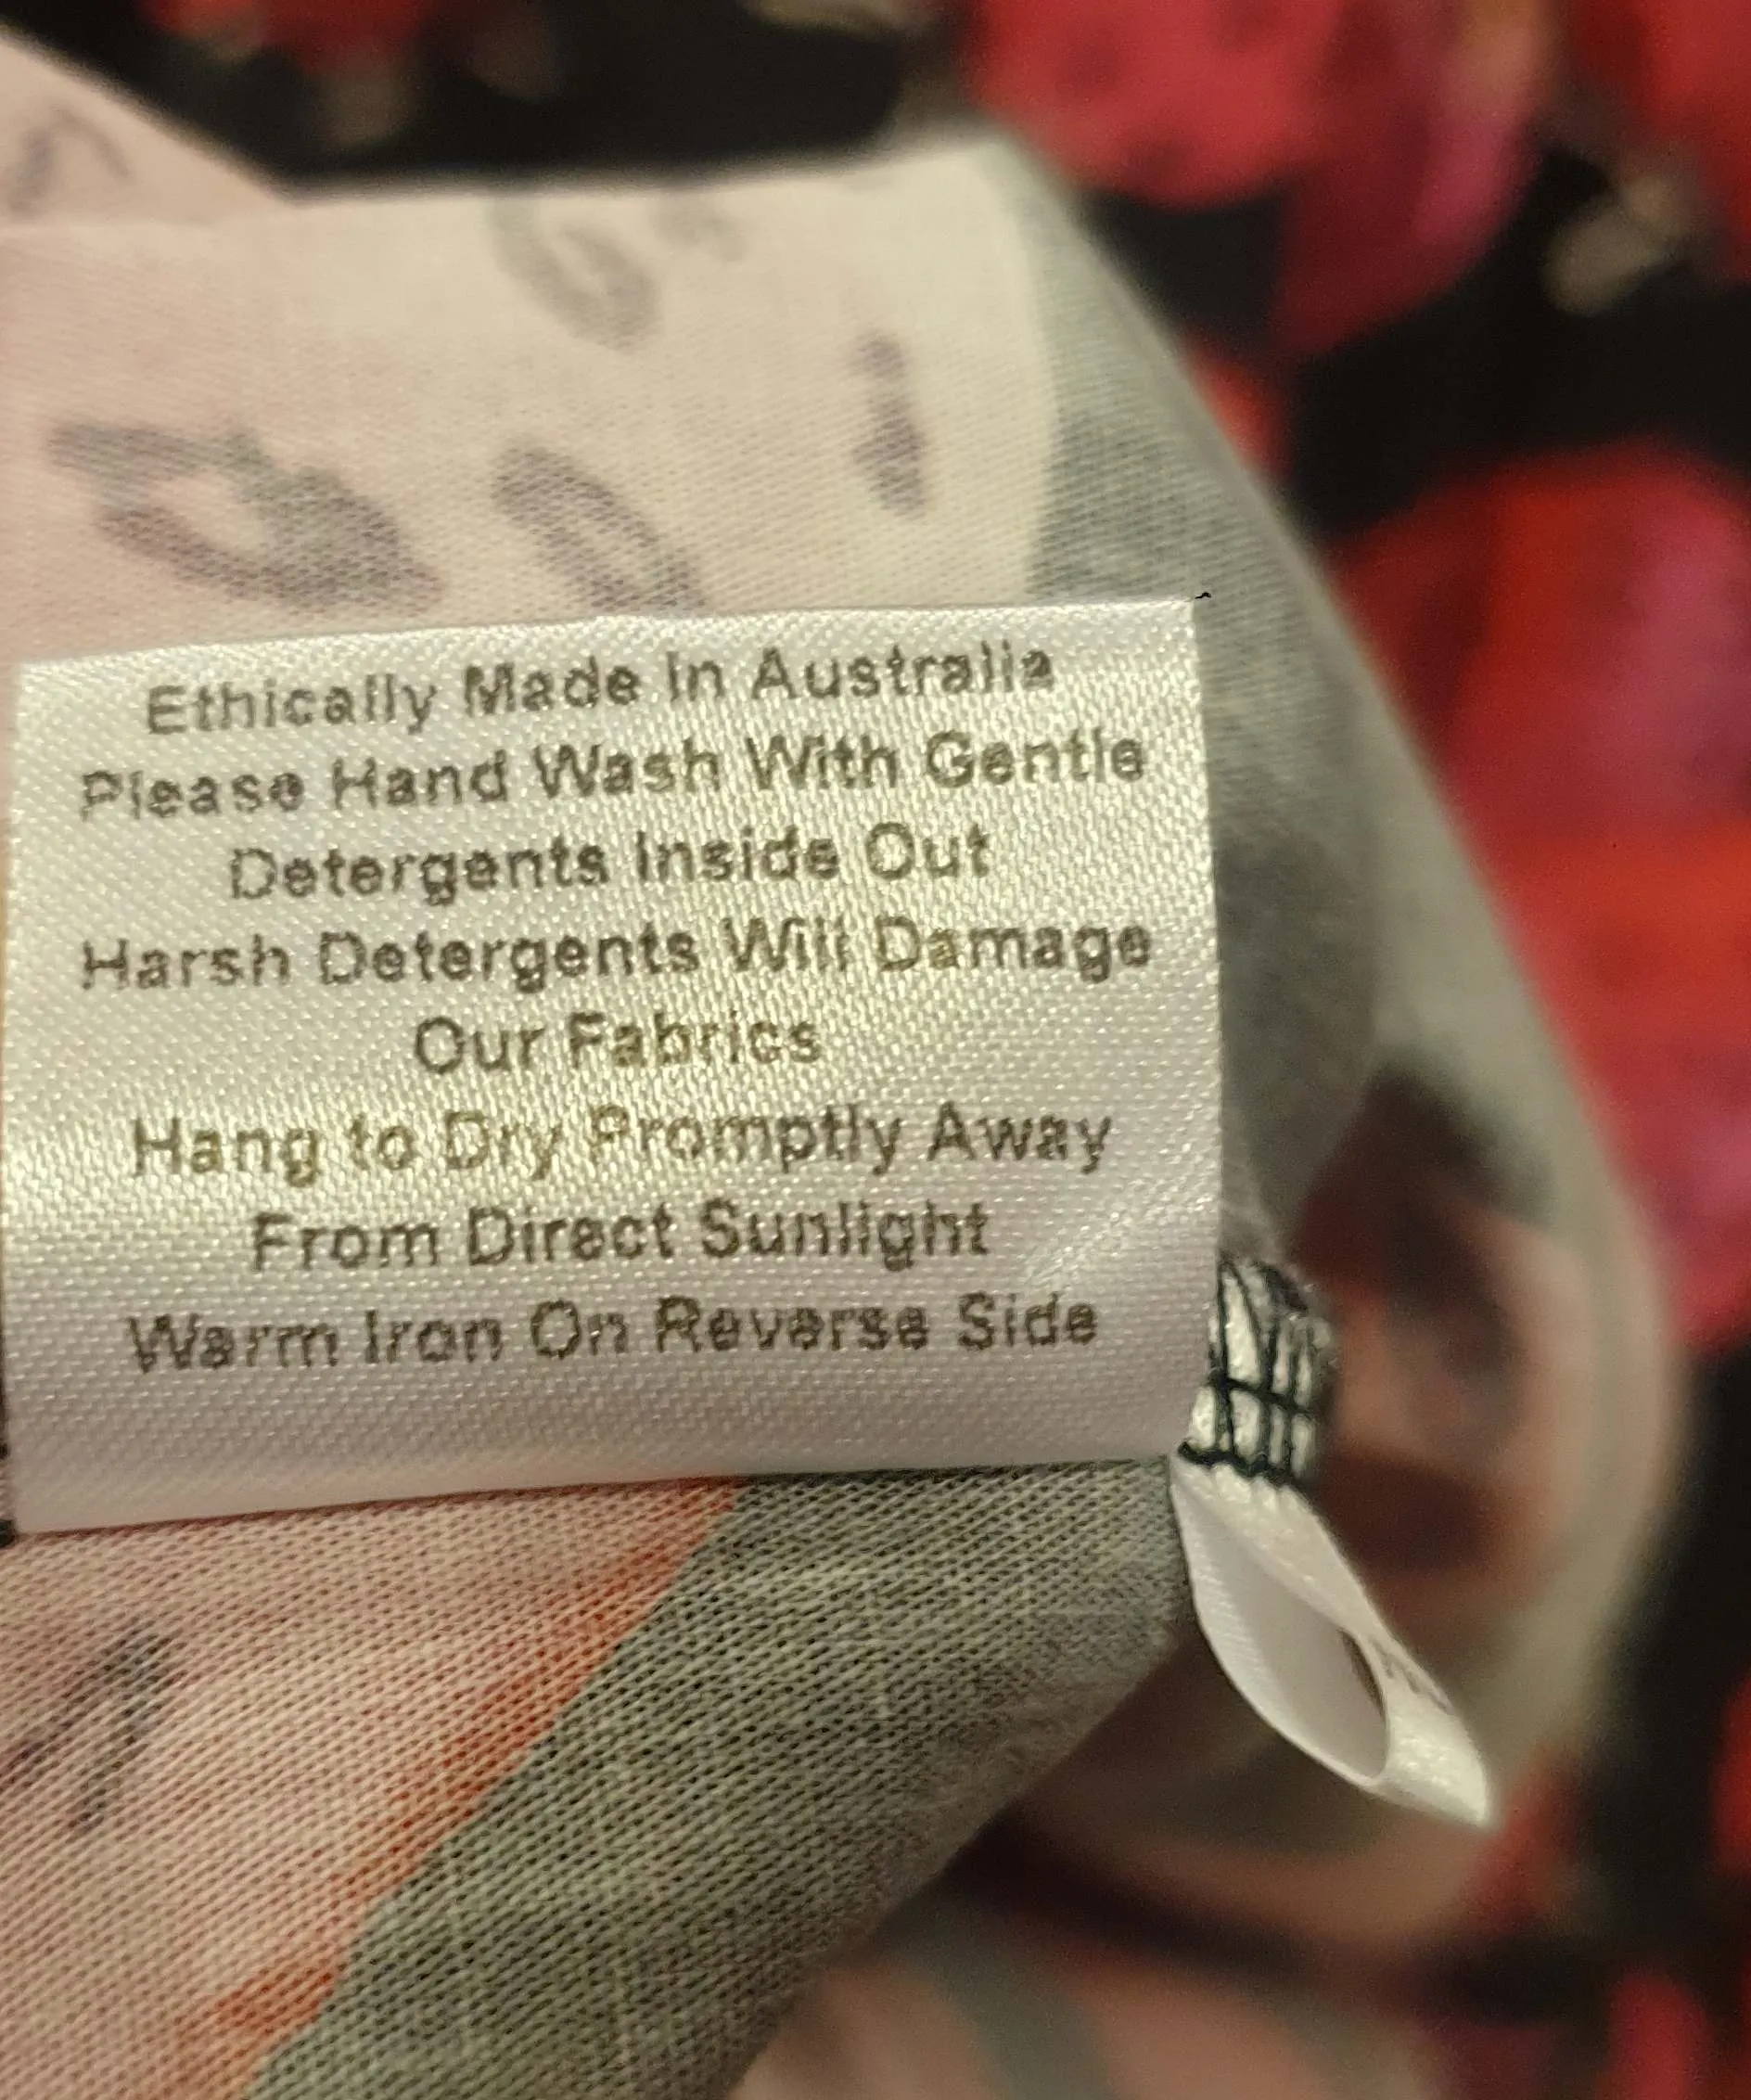 Ethically Made In Australia
Please Hand Wash With Gentle
Detergents Inside Out
Harsh Detergents Will Damage
Our Fabrics
Hang to Dry Promptly Away
From Direct Sunlight
Warm Iron On Reverse Side